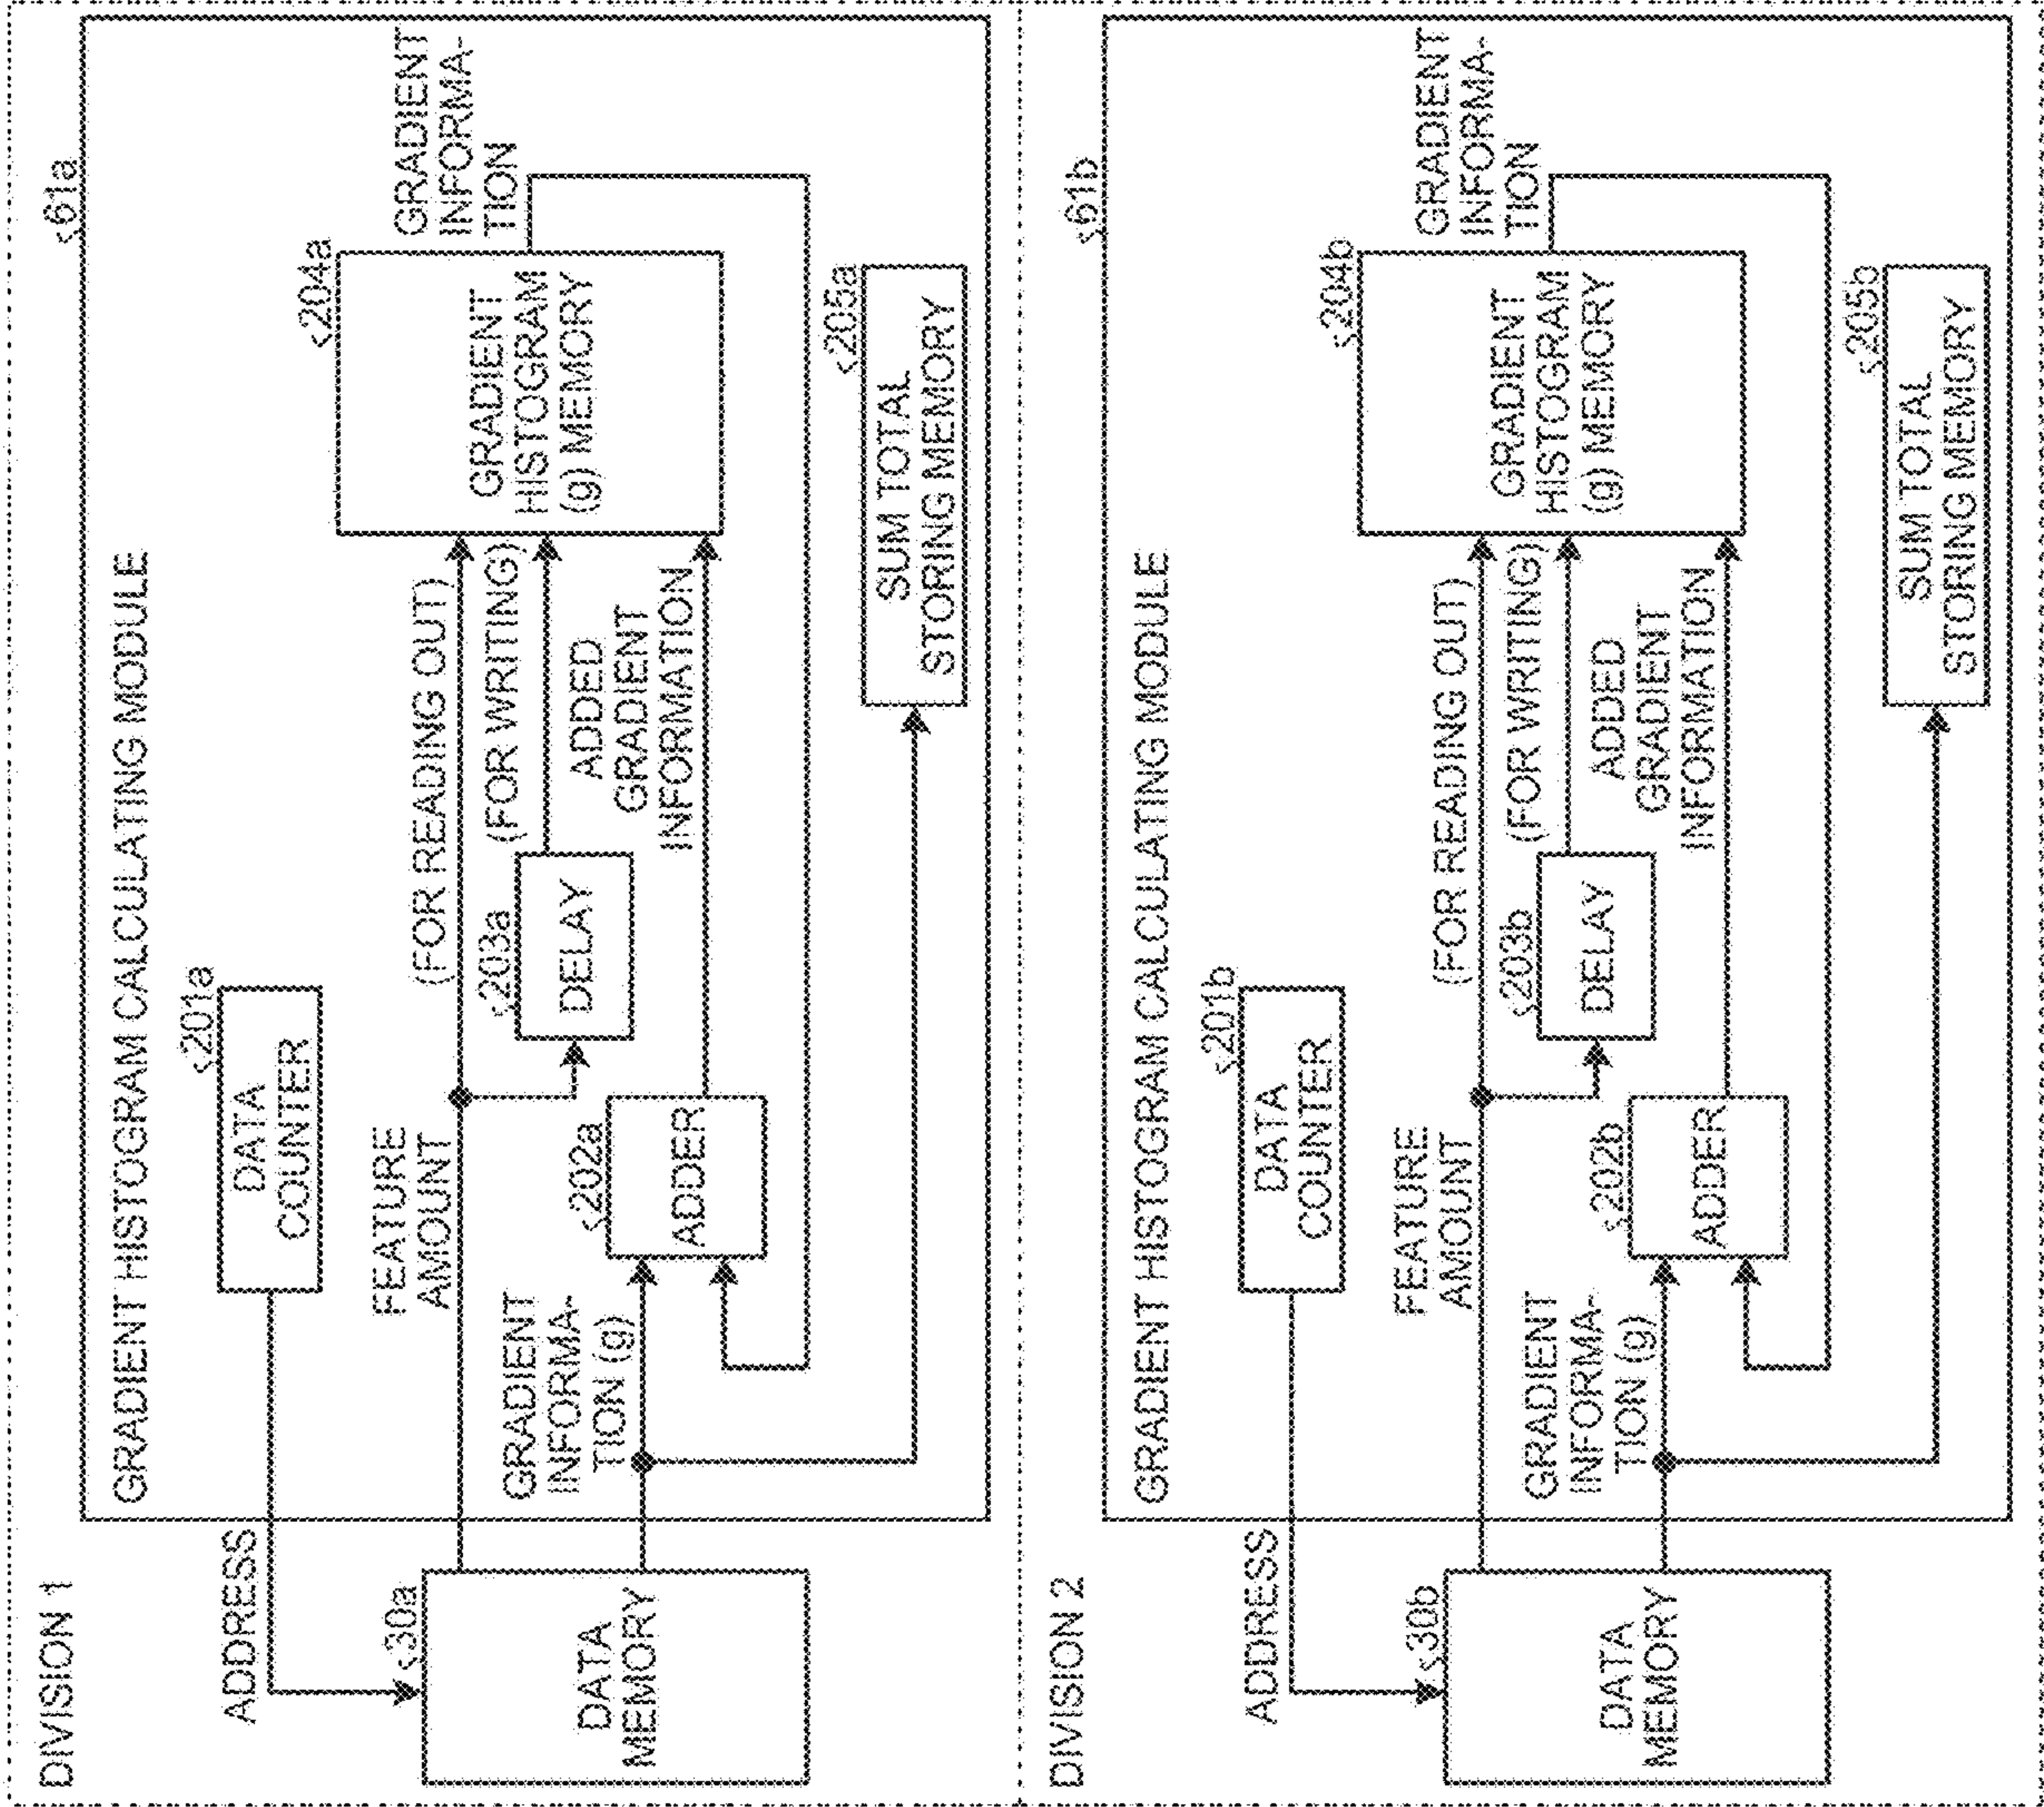 DIVISION 1
61a
GRADIENT HISTOGRAM CALCULATING MODULE
201a
DATA
COUNTER
ADDRESS
30a
DATA
MEMORY
FEATURE
AMOUNT
(FOR READING OUT)
203a
DELAY
(FOR WRITING)
204a
GRADIENT
HISTOGRAM
(g) MEMORY
GRADIENT
INFORMA-
TION
GRADIENT
INFORMA-
TION (g)
202a
ADDER
ADDED
GRADIENT
INFORMATION
205a
SUM TOTAL
STORING MEMORY
DIVISION 2
61b
GRADIENT HISTOGRAM CALCULATING MODULE
201b
DATA
COUNTER
ADDRESS
30b
DATA
MEMORY
FEATURE
AMOUNT
(FOR READING OUT)
203b
DELAY
(FOR WRITING)
204b
GRADIENT
HISTOGRAM
(g) MEMORY
GRADIENT
INFORMA-
TION
GRADIENT
INFORMA-
TION (g)
202b
ADDER
ADDED
GRADIENT
INFORMATION
205b
SUM TOTAL
STORING MEMORY